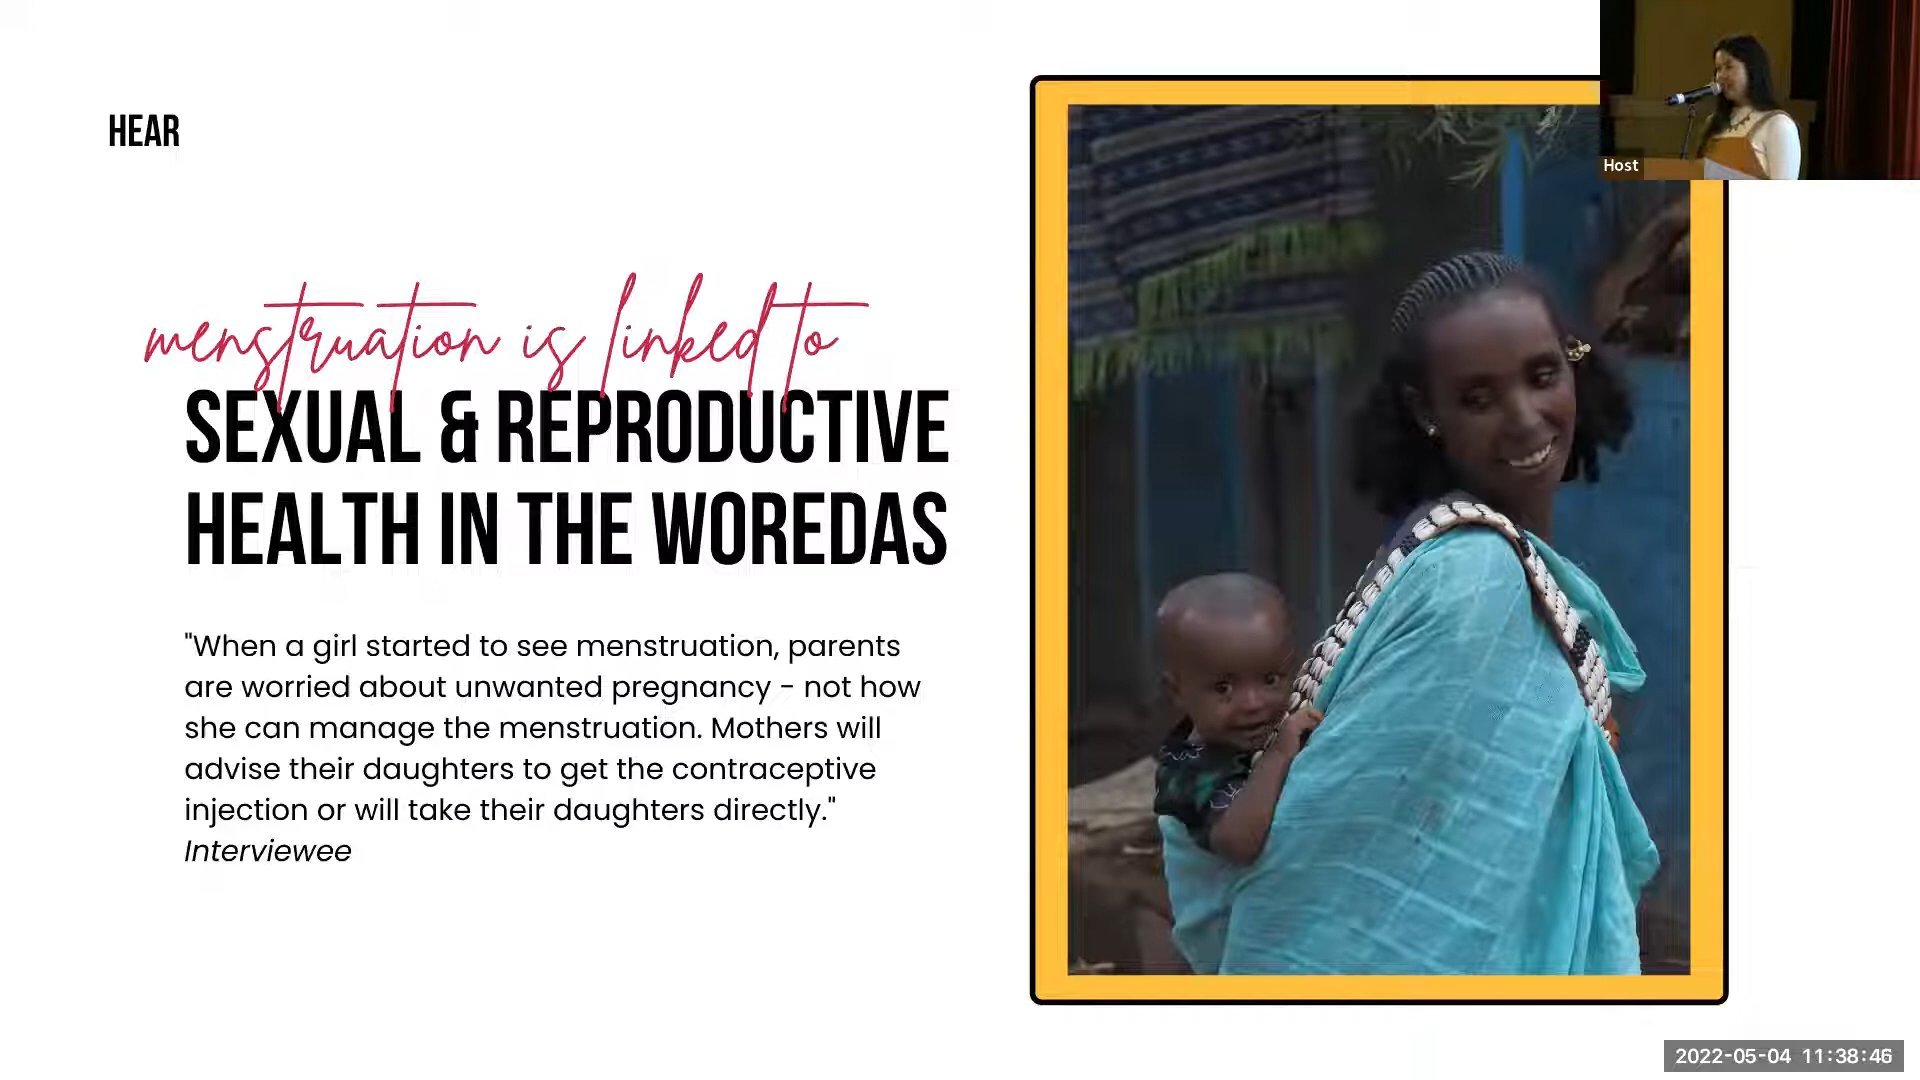 HEAR
Host
menstruation is linked to
SEXUAL & REPRODUCTIVE
HEALTH IN THE WOREDAS
"When a girl started to see menstruation, parents
are worried about unwanted pregnancy - not how
she can manage the menstruation. Mothers will
advise their daughters to get the contraceptive
injection or will take their daughters directly."
Interviewee
2022-05-04 11:38:46